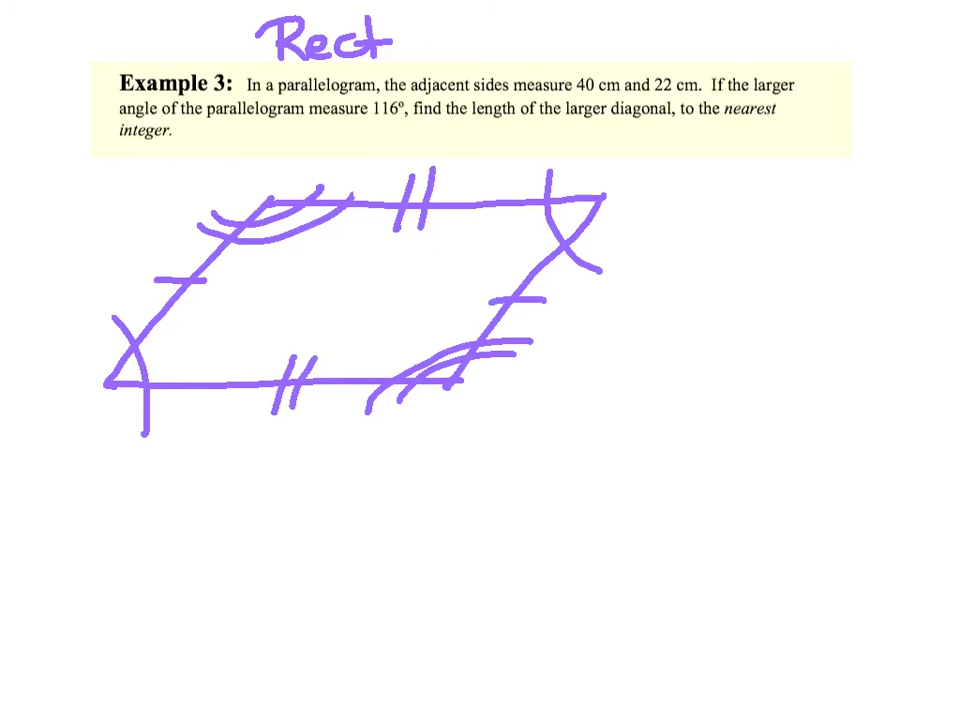 Rect
Example 3: In a parallelogram, the adjacent sides measure 40 cm and 22 cm. If the larger
angle of the parallelogram measure 116º, find the length of the larger diagonal, to the nearest
integer.